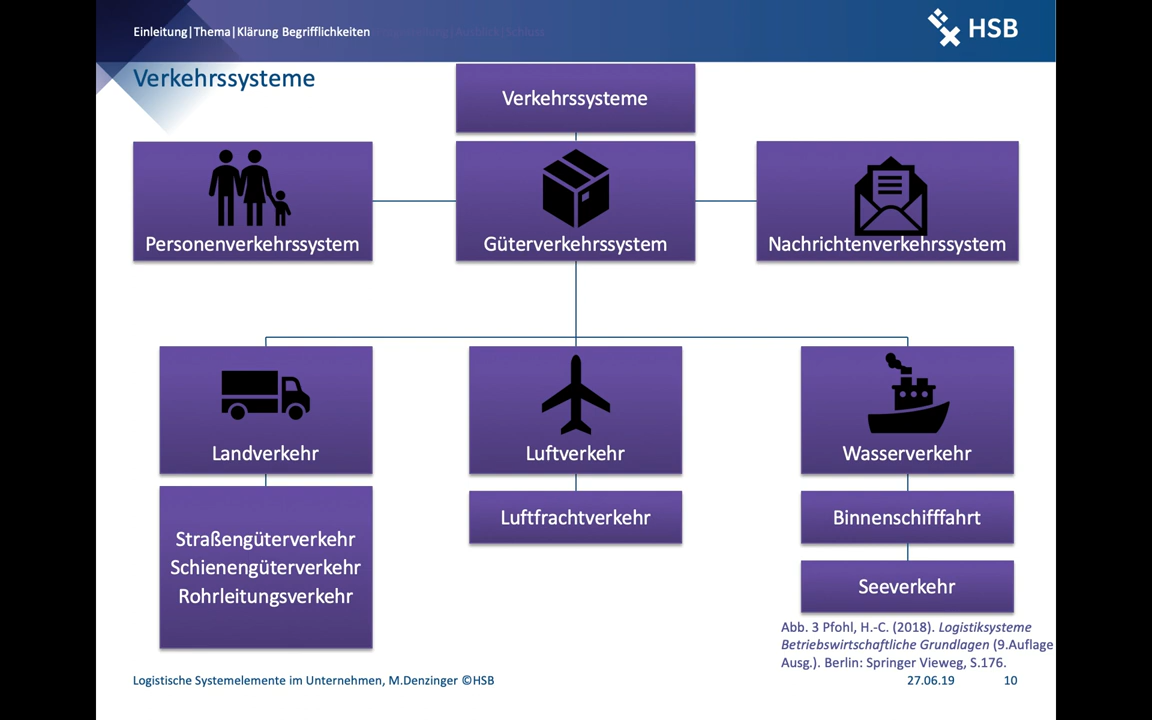 Einleitung|Thema|Klärung Begrifflichkeiten
HSB
Verkehrssysteme
Verkehrssysteme
Personenverkehrssystem
Güterverkehrssystem
Nachrichtenverkehrssystem
Landverkehr
Luftverkehr
Wasserverkehr
Straßengüterverkehr
Schienengüterverkehr
Rohrleitungsverkehr
Luftfrachtverkehr
Binnenschifffahrt
Seeverkehr
Abb. 3 Pfohl, H.-C. (2018). Logistiksysteme
Betriebswirtschaftliche Grundlagen (9.Auflage
Ausg.). Berlin: Springer Vieweg, S.176.
Logistische Systemelemente im Unternehmen, M.Denzinger ©HSB
27.06.19
10